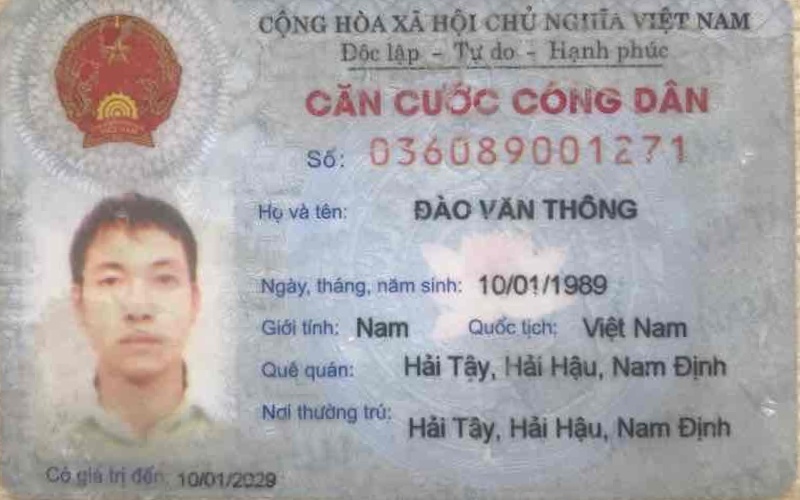 CỘNG HÒA XÃ HỘI CHỦ NGHĨA VIỆT NAM
Độc lập - Tự do - Hạnh phúc
CĂN CƯỚC CÔNG DÂN
Số: 036089001271
Họ và tên: ĐÀO VĂN THÔNG
Ngày, tháng, năm sinh: 10/01/1989
Giới tính: Nam Quốc tịch: Việt Nam
Quê quán: Hải Tây, Hải Hậu, Nam Định
Nơi thường trú: Hải Tây, Hải Hậu, Nam Định
Có giá trị đến: 10/01/2029